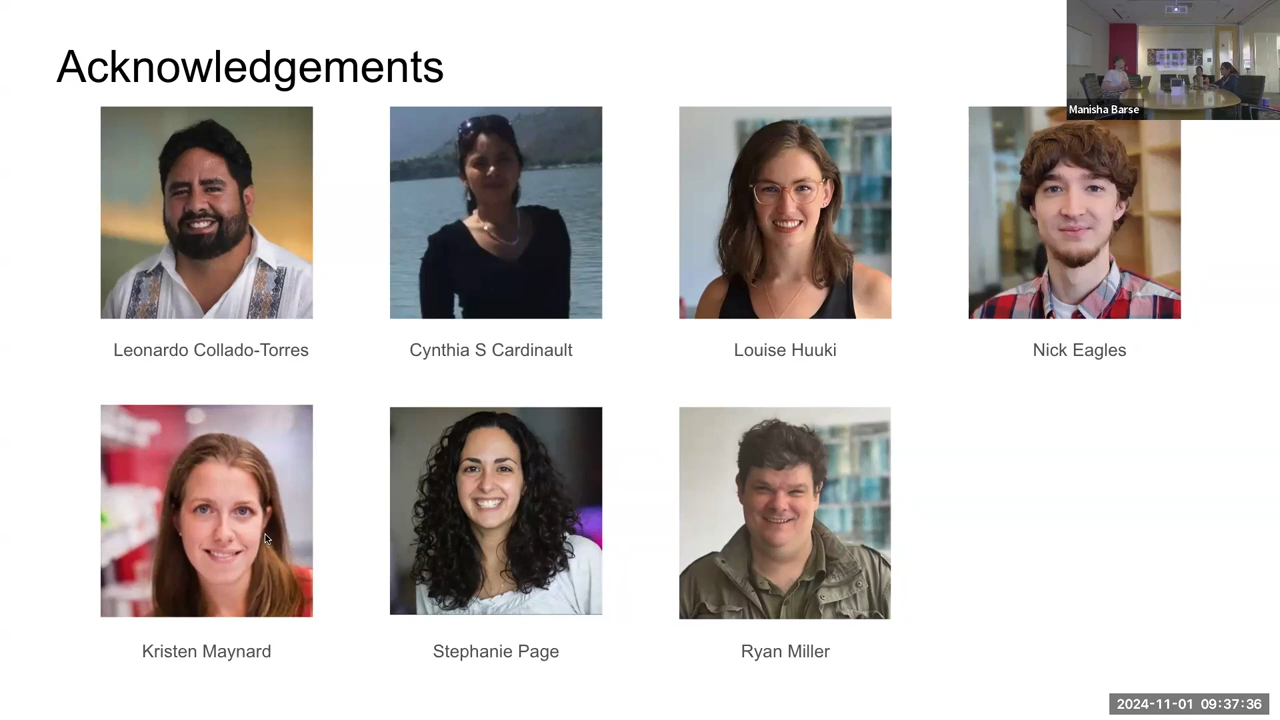 Acknowledgements
Manisha Barse
Leonardo Collado-Torres
Cynthia S Cardinault
Louise Huuki
Nick Eagles
Kristen Maynard
Stephanie Page
Ryan Miller
2024-11-01 09:37:36